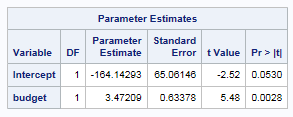 Parameter Estimates
Variable DF Parameter Estimate Standard Error t Value Pr > |t|
Intercept 1 -164.14293 65.06146 -2.52 0.0530
budget 1 3.47209 0.63378 5.48 0.0028